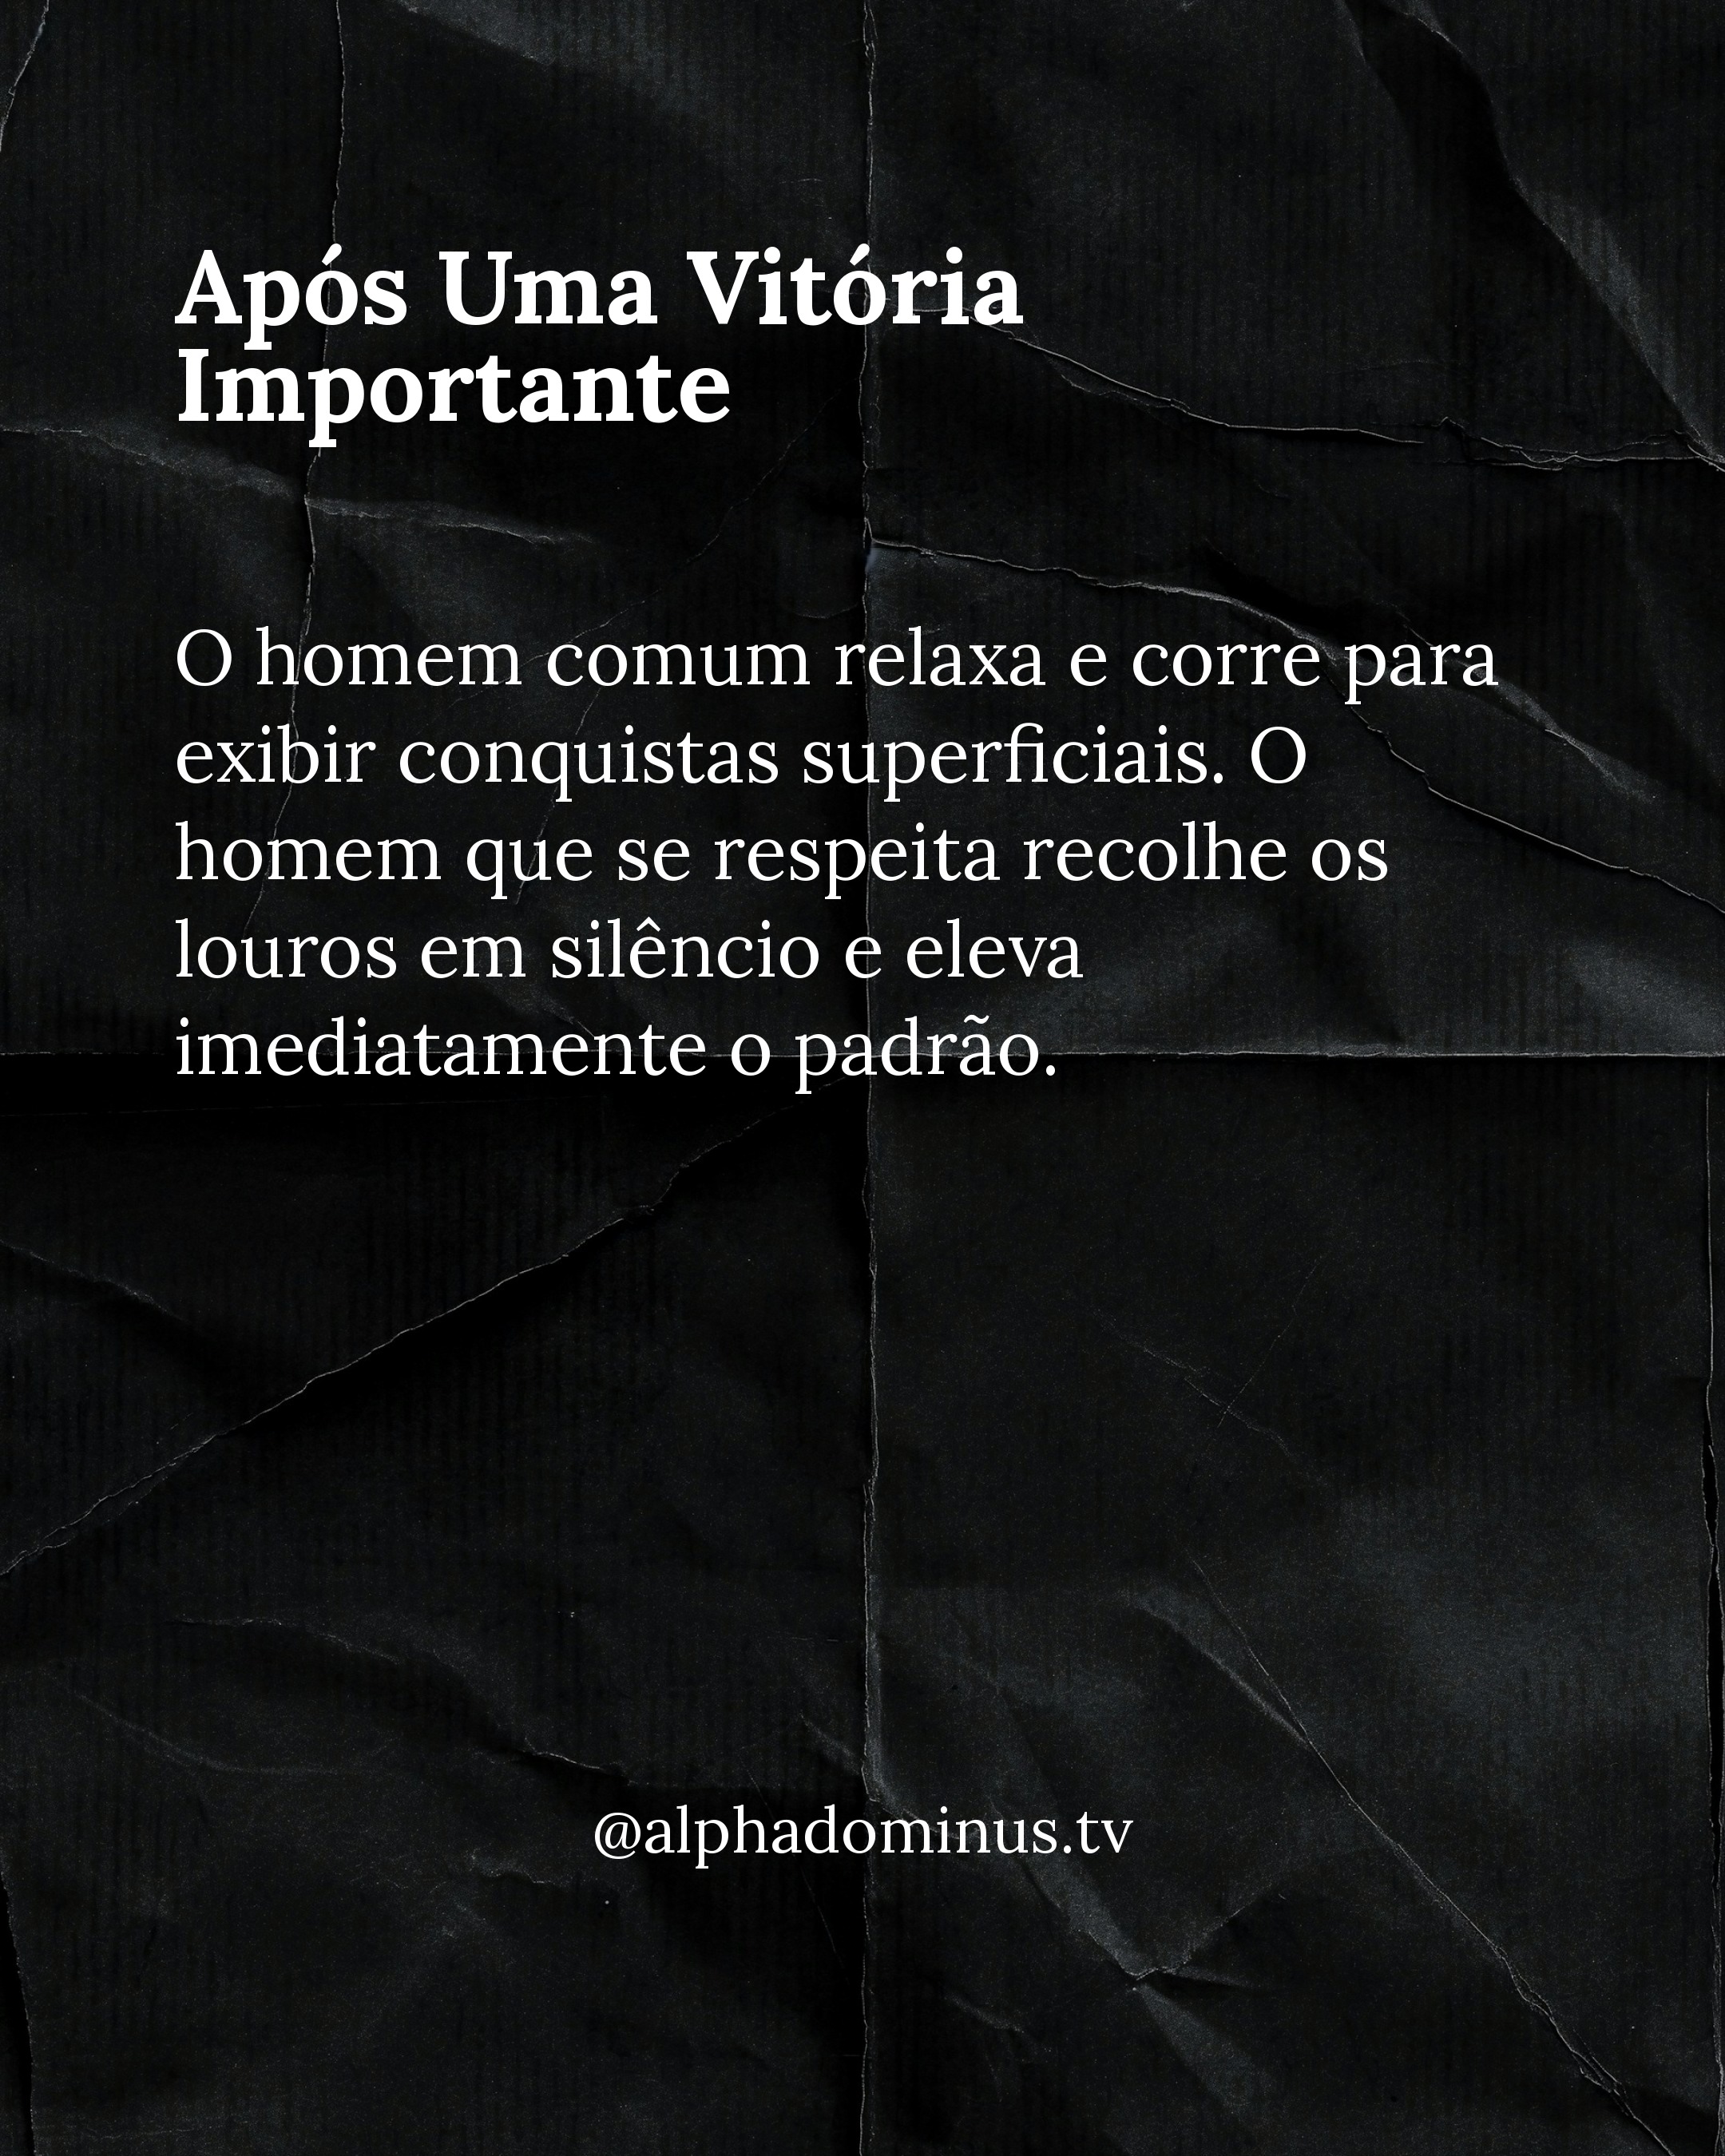 Após Uma Vitória
Importante
O homem comum relaxa e corre para
exibir conquistas superficiais. O
homem que se respeita recolhe os
louros em silêncio e eleva
imediatamente o padrão.
@alphadominus.tv